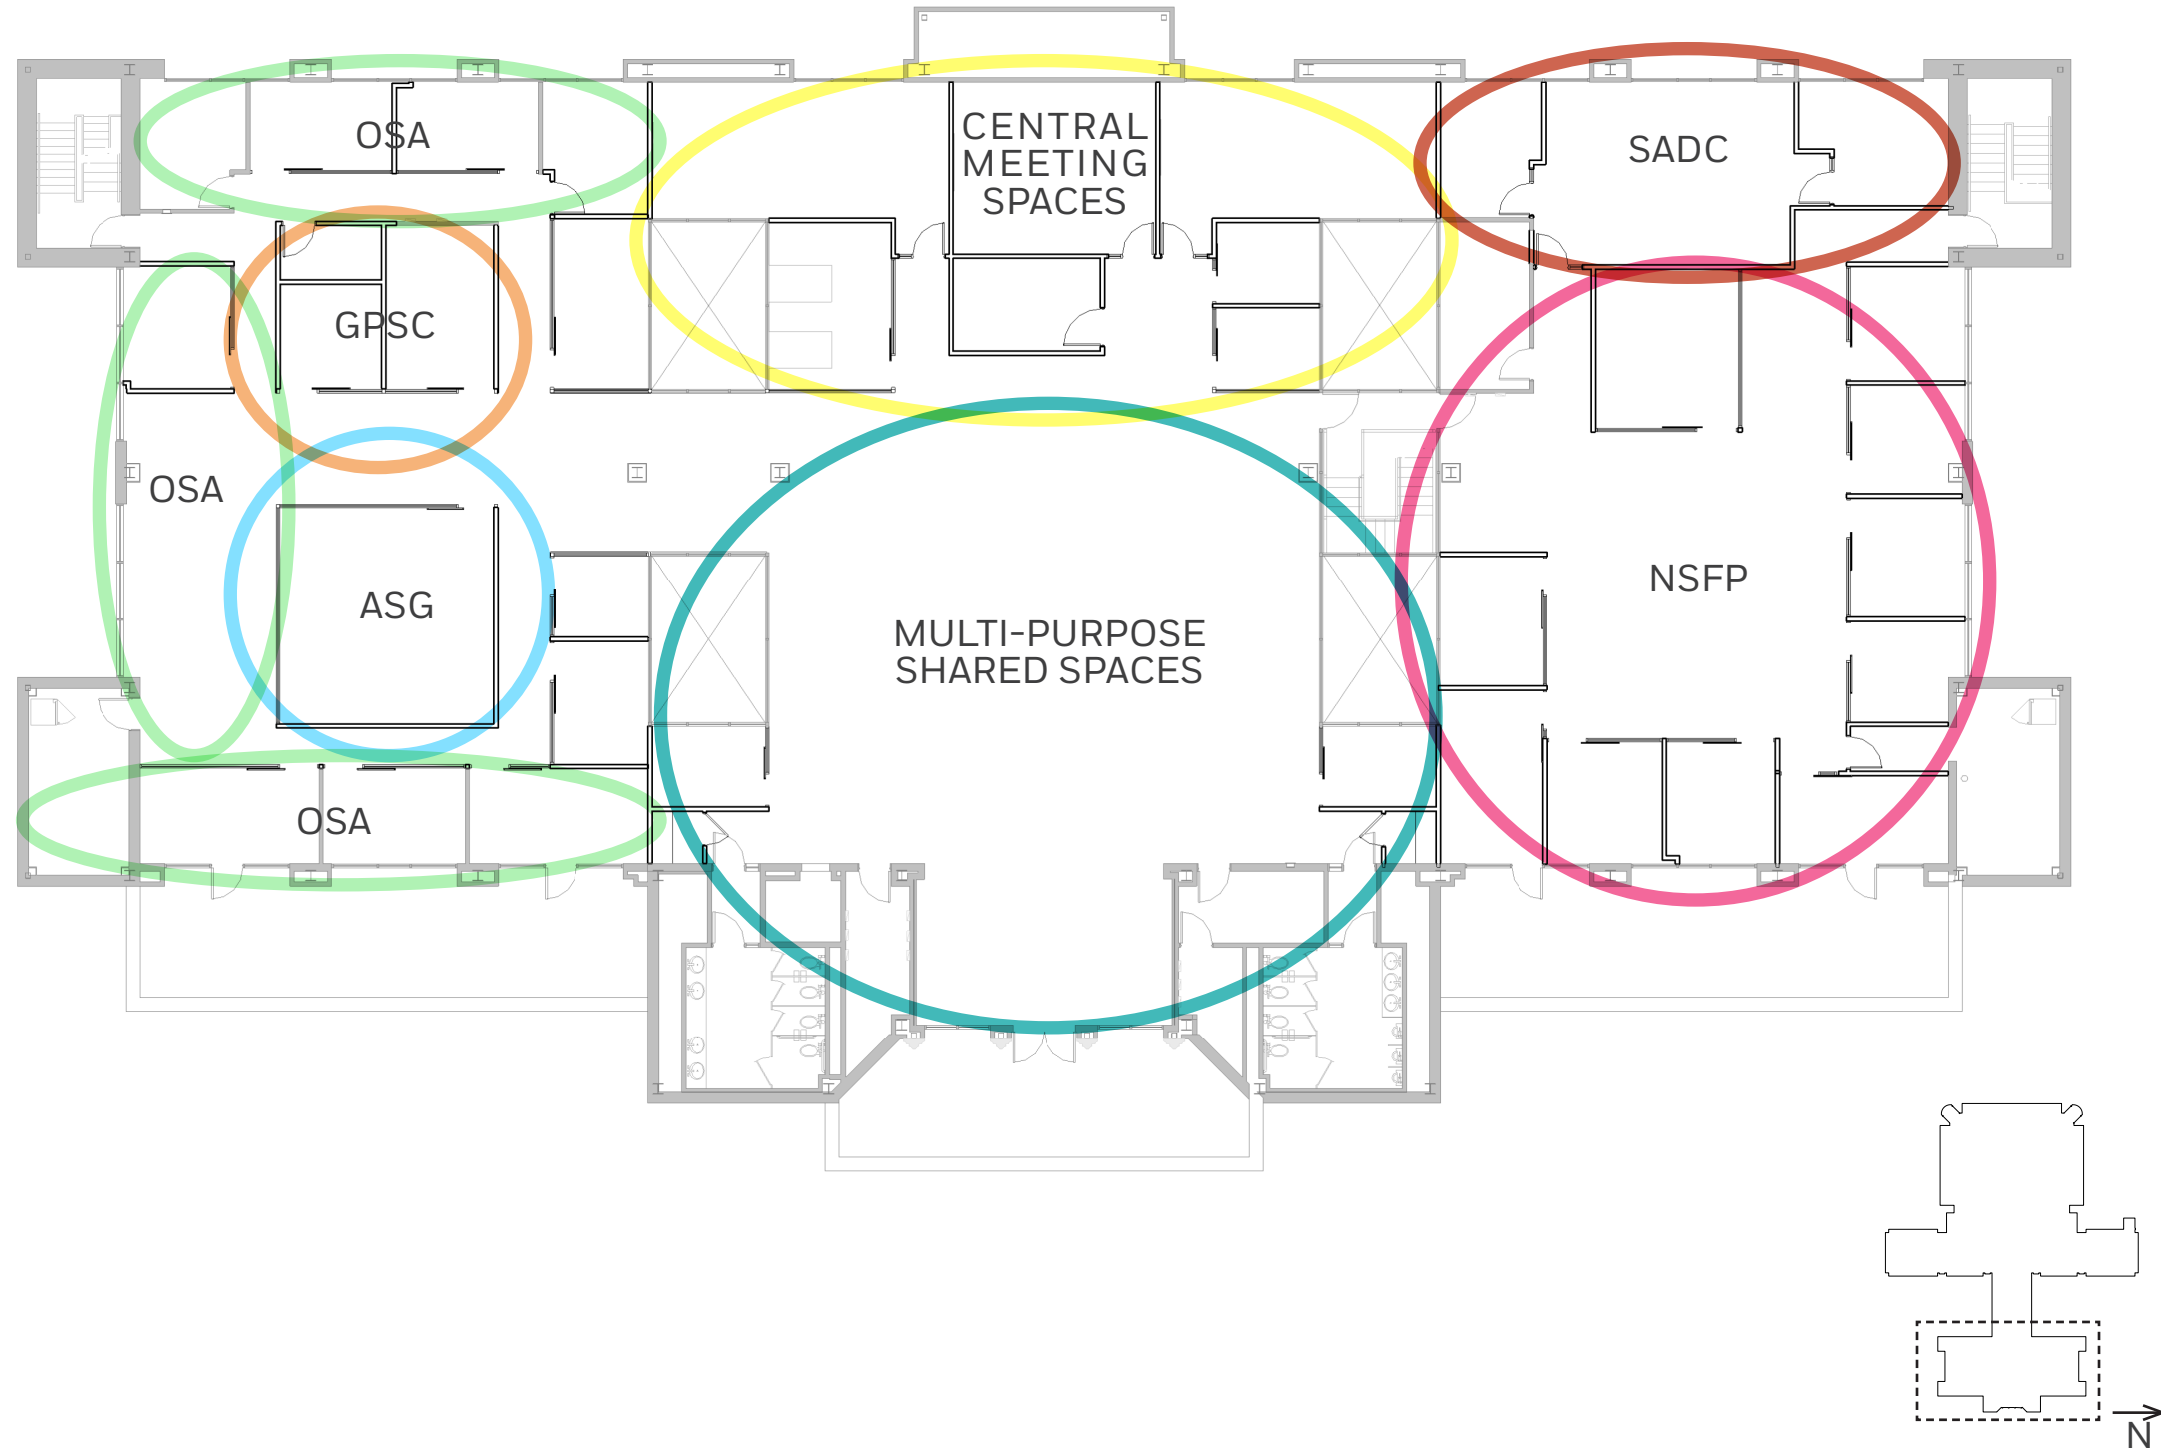 OSA
CENTRAL
MEETING
SPACES
SADC
GPSC
OSA
ASG
NSFP
MULTI-PURPOSE
SHARED SPACES
OSA
N